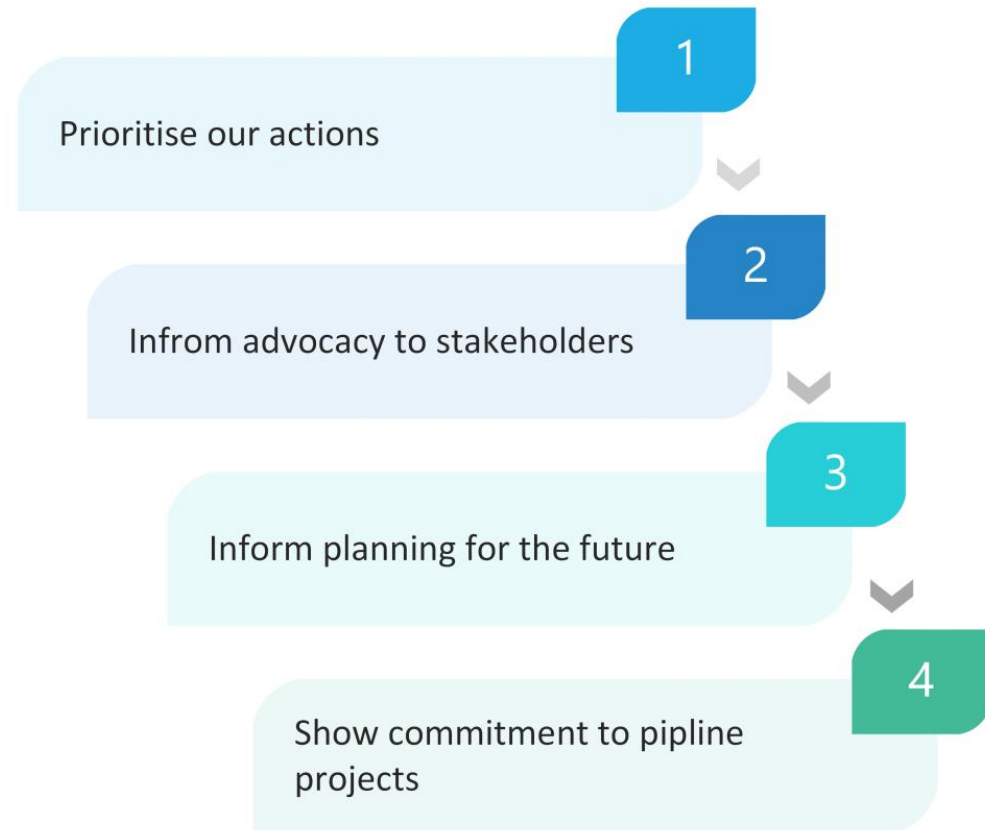 1
Prioritise our actions
2
Infrom advocacy to stakeholders
3
Inform planning for the future
4
Show commitment to pipline
projects